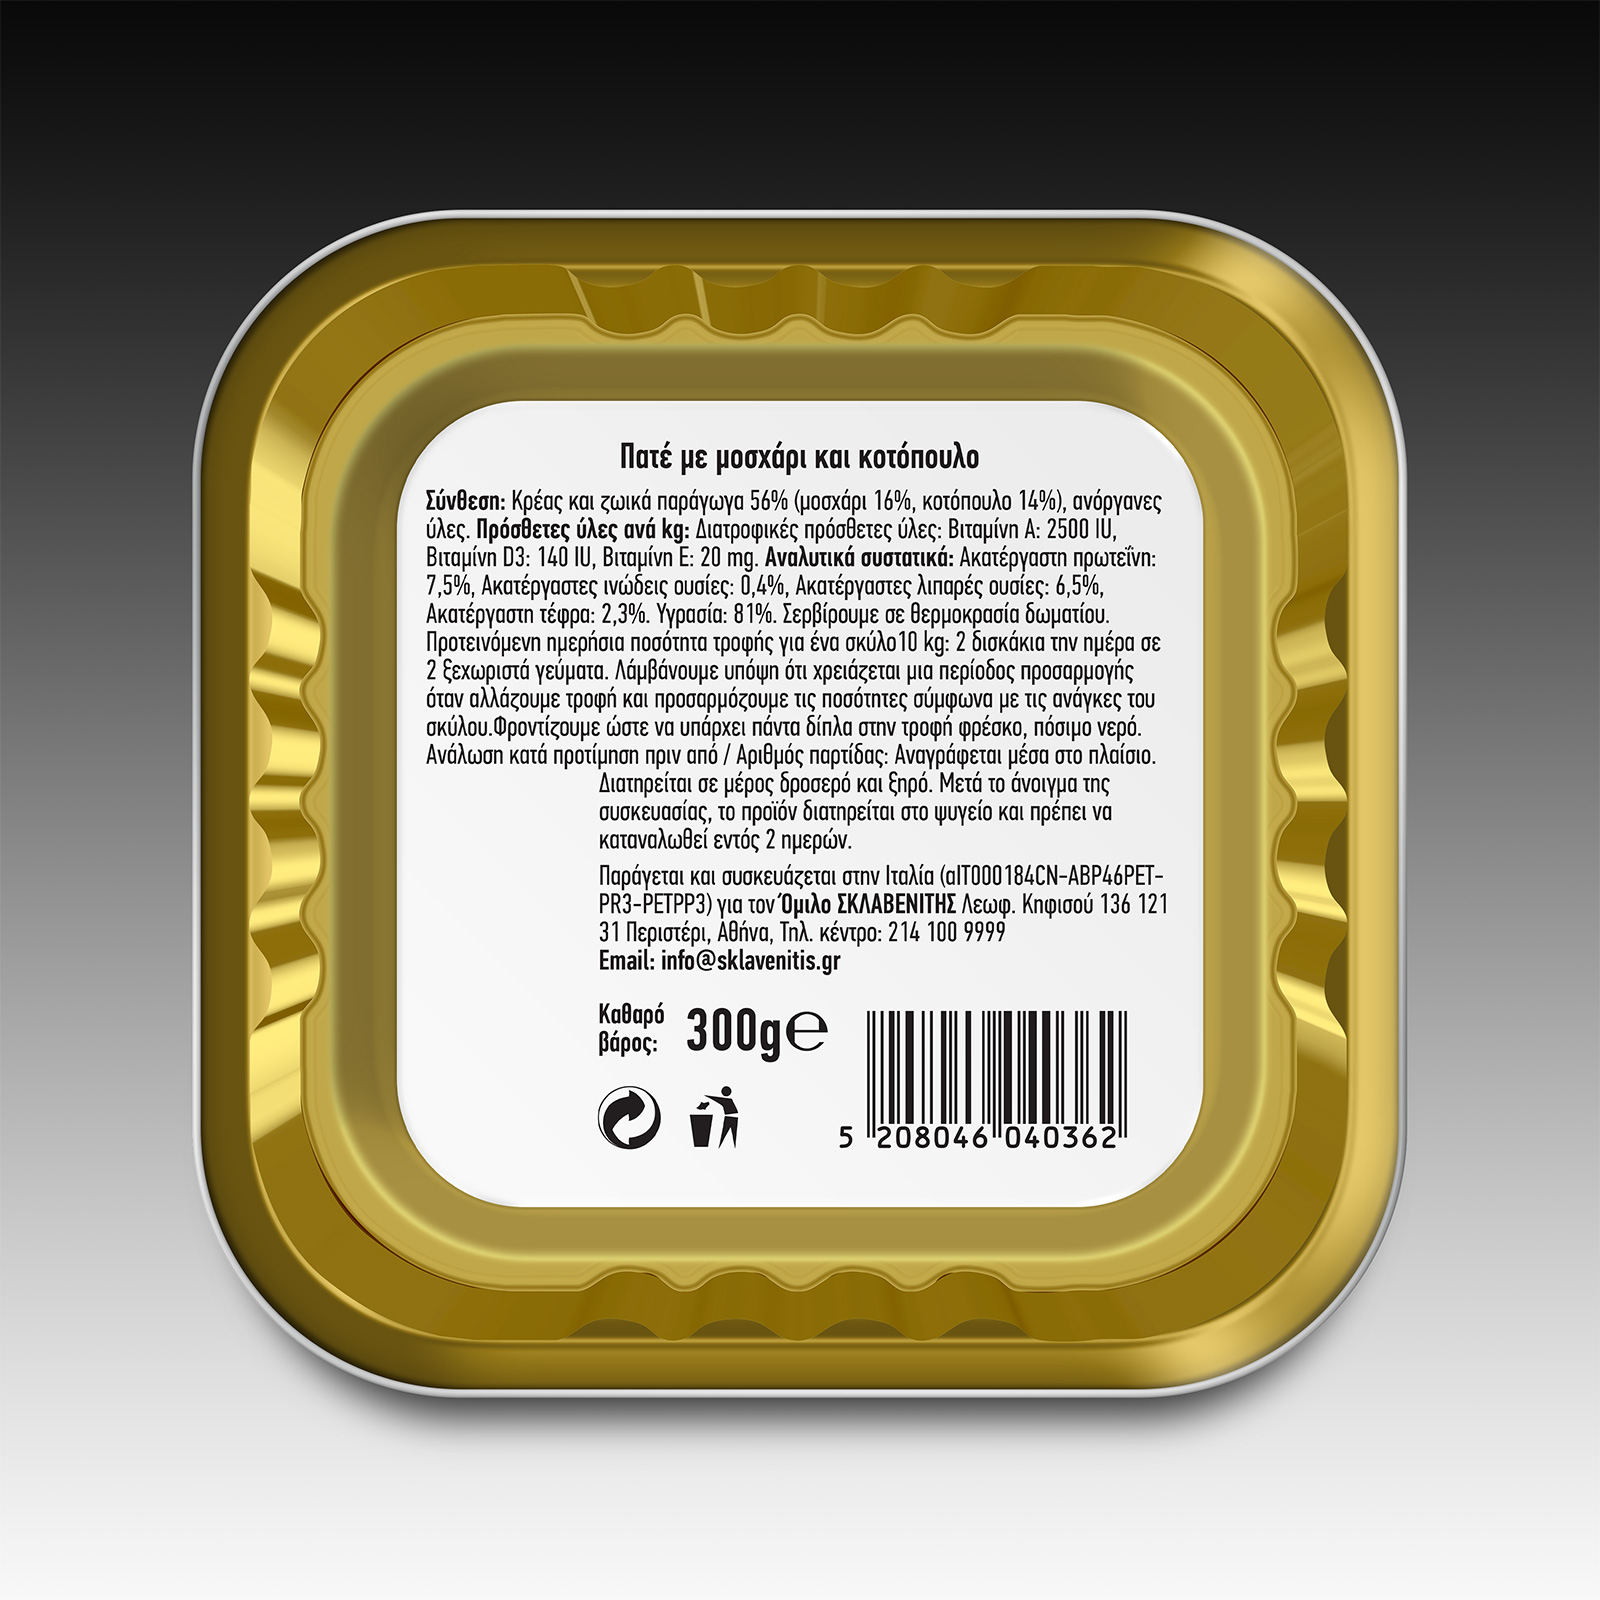 Πατέ με μοσχάρι και κοτόπουλο
Σύνθεση: Κρέας και ζωικά παράγωγα 56% (μοσχάρι 16%, κοτόπουλο 14%), ανόργανες
ύλες. Πρόσθετες ύλες ανά kg: Διατροφικές πρόσθετες ύλες: Βιταμίνη Α: 2500 IU,
Βιταμίνη D3: 140 IU, Βιταμίνη Ε: 20 mg. Αναλυτικά συστατικά: Ακατέργαστη πρωτεΐνη:
7,5%, Ακατέργαστες ινώδεις ουσίες: 0,4%, Ακατέργαστες λιπαρές ουσίες: 6,5%,
Ακατέργαστη τέφρα: 2,3%. Υγρασία: 81%. Σερβίρουμε σε θερμοκρασία δωματίου.
Προτεινόμενη ημερήσια ποσότητα τροφής για ένα σκύλο10 kg: 2 δισκάκια την ημέρα σε
2 ξεχωριστά γεύματα. Λάμβάνουμε υπόψη ότι χρειάζεται μια περίοδος προσαρμογής
όταν αλλάζουμε τροφή και προσαρμόζουμε τις ποσότητες σύμφωνα με τις ανάγκες του
σκύλου.Φροντίζουμε ώστε να υπάρχει πάντα δίπλα στην τροφή φρέσκο, πόσιμο νερό.
Ανάλωση κατά προτίμηση πριν από / Αριθμός παρτίδας: Αναγράφεται μέσα στο πλαίσιο.
Διατηρείται σε μέρος δροσερό και ξηρό. Μετά το άνοιγμα της
συσκευασίας, το προϊόν διατηρείται στο ψυγείο και πρέπει να
καταναλωθεί εντός 2 ημερών.
Παράγεται και συσκευάζεται στην Ιταλία (αIT000184CN-ABP46PET-
PR3-PETPP3) για τον Όμιλο ΣΚΛΑΒΕΝΙΤΗΣ Λεωφ. Κηφισού 136 121
31 Περιστέρι, Αθήνα, Τηλ. κέντρο: 214 100 9999
Email: info@sklavenitis.gr
Καθαρό
βάρος: 300g℮
5 208046 040362